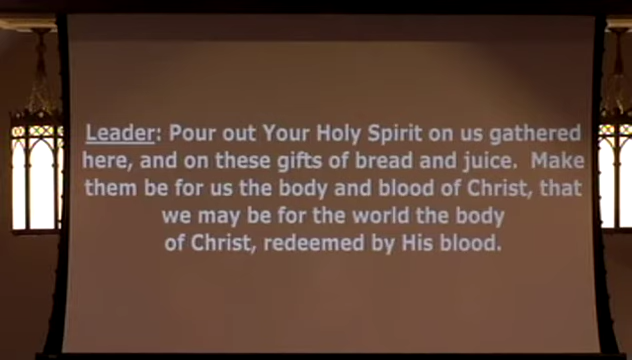 Leader: Pour out Your Holy Spirit on us gathered
here, and on these gifts of bread and juice. Make
them be for us the body and blood of Christ, that
we may be for the world the body
of Christ, redeemed by His blood.